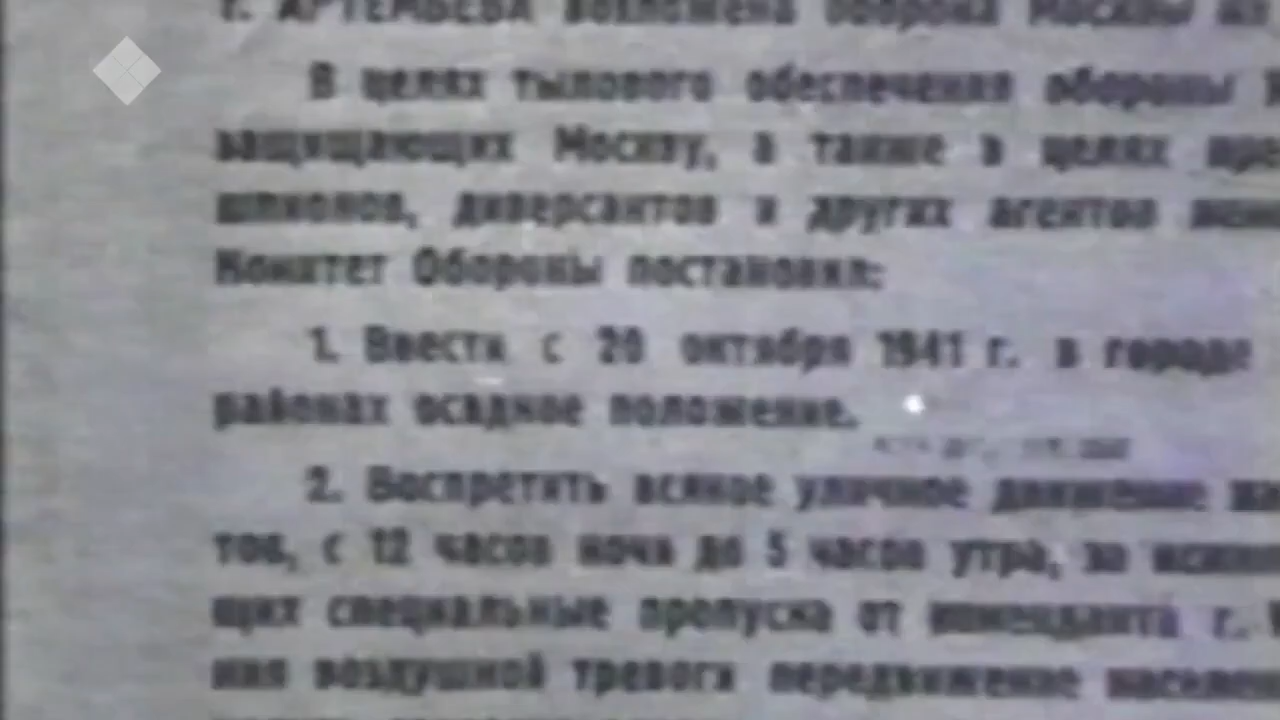 т. АРТЕМЬЕВА возложена оборона Москвы на
В целях тылового обеспечения обороны
защищающих Москву, а также в целях
шпионов, диверсантов и других агентов
Комитет Обороны постановил:
1. Ввести с 20 октября 1941 г. в городе
районах осадное положение.
2. Воспретить всякое уличное движение
тов, с 12 часов ночи до 5 часов утра, за
щих специальные пропуска от коменданта г.
ния воздушной тревоги передвижение